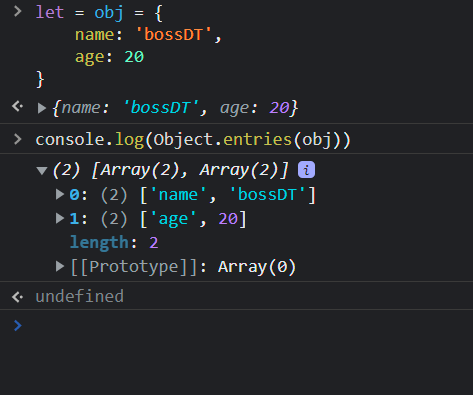 let = obj = {
name: 'bossDT',
age: 20
}
{name: 'bossDT', age: 20}
console.log(Object.entries(obj))
(2) [Array(2), Array(2)] i
0: (2) ['name', 'bossDT']
1: (2) ['age', 20]
length: 2
[[Prototype]]: Array(0)
undefined